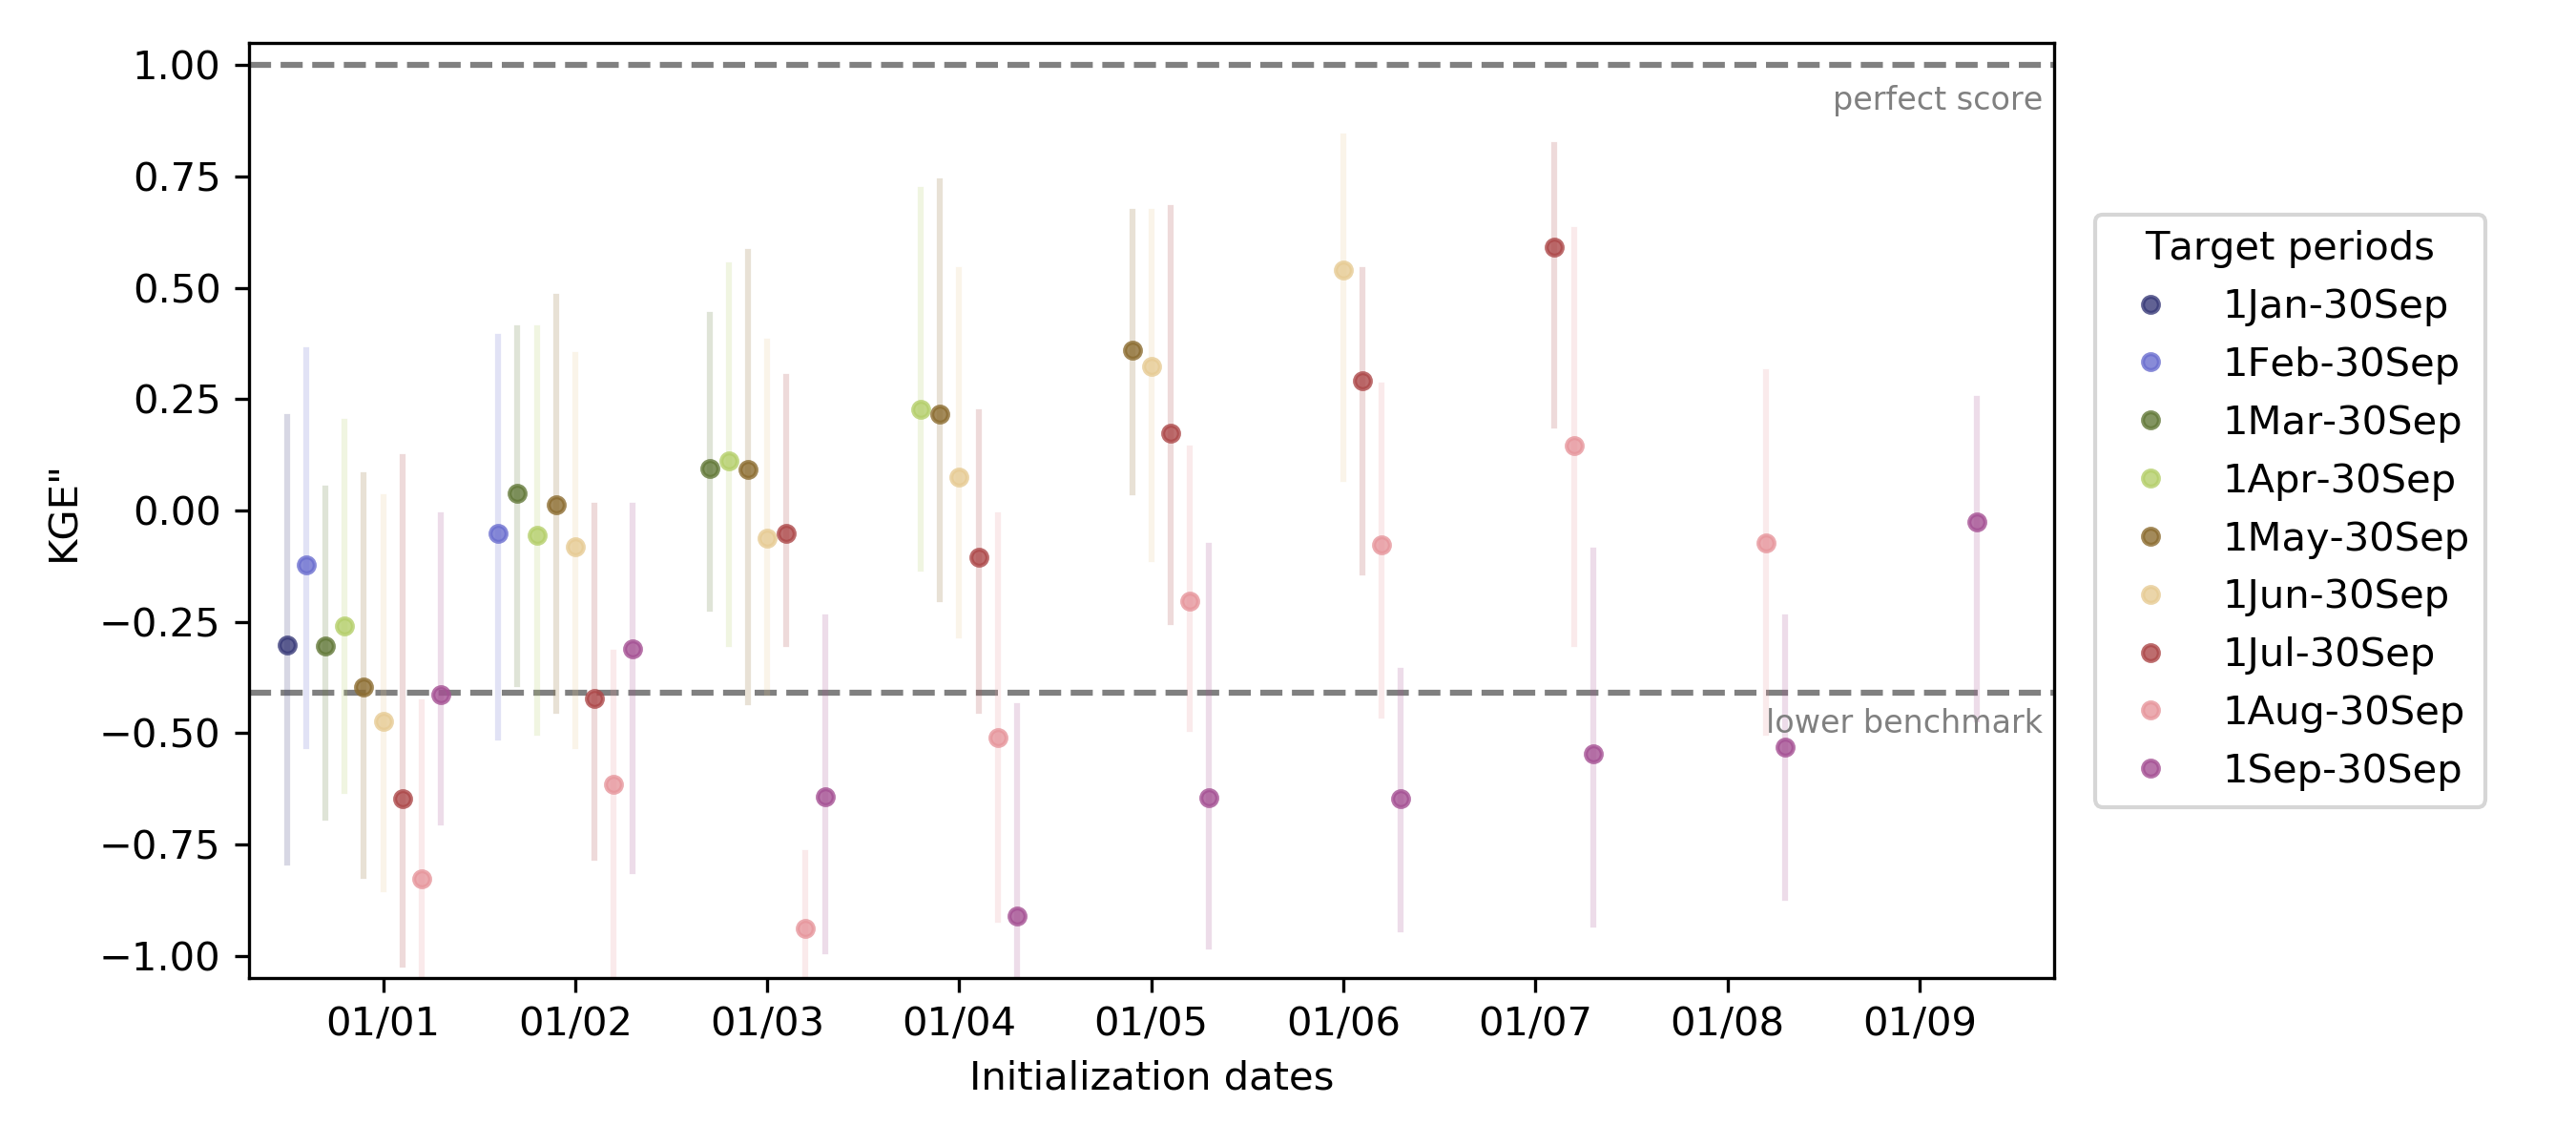 1.00
0.75
0.50
0.25
0.00
−0.25
−0.50
−0.75
−1.00
KGE"
perfect score
lower benchmark
01/01 01/02 01/03 01/04 01/05 01/06 01/07 01/08 01/09
Initialization dates
Target periods
1Jan-30Sep
1Feb-30Sep
1Mar-30Sep
1Apr-30Sep
1May-30Sep
1Jun-30Sep
1Jul-30Sep
1Aug-30Sep
1Sep-30Sep